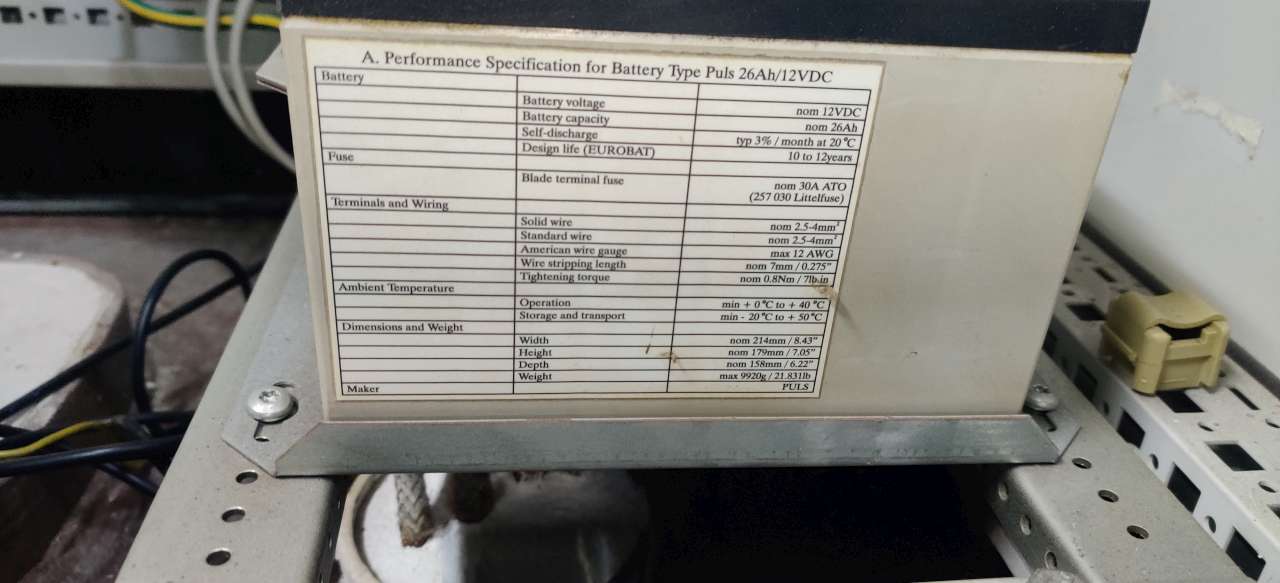 A. Performance Specification for Battery Type Puls 26Ah/12VDC
Battery
Battery voltage nom 12VDC
Battery capacity nom 26Ah
Self-discharge typ 3% / month at 20°C
Design life (EUROBAT) 10 to 12years
Fuse
Blade terminal fuse nom 30A ATO
(257 030 Littelfuse)
Terminals and Wiring
Solid wire nom 2.5-4mm²
Standard wire nom 2.5-4mm²
American wire gauge max 12 AWG
Wire stripping length nom 7mm / 0.275"
Tightening torque nom 0.8Nm / 7lb.in
Ambient Temperature
Operation min + 0°C to + 40°C
Storage and transport min - 20°C to + 50°C
Dimensions and Weight
Width nom 214mm / 8.43"
Height nom 179mm / 7.05"
Depth nom 158mm / 6.22"
Weight max 9920g / 21.831lb
Maker PULS